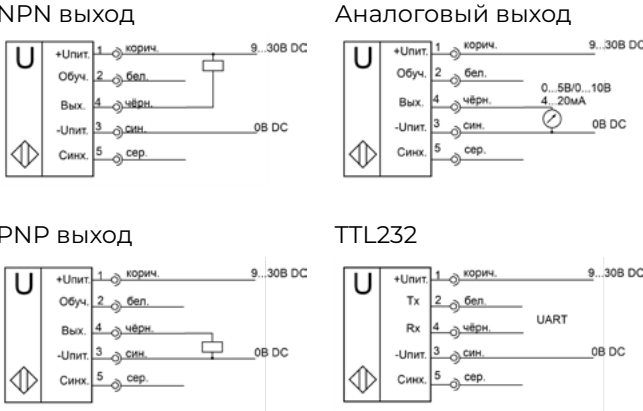 NPN выход
+Uпит. 1 корич. 9...30В DC
Обуч. 2 бел.
Вых. 4 чёрн.
-Uпит. 3 син. 0В DC
Синх. 5 сер.
U
Аналоговый выход
+Uпит. 1 корич. 9...30В DC
Обуч. 2 бел.
0...5В/0...10В
Вых. 4 чёрн. 4...20мА
-Uпит. 3 син. 0В DC
Синх. 5 сер.
U
PNP выход
+Uпит. 1 корич. 9...30В DC
Обуч. 2 бел.
Вых. 4 чёрн.
-Uпит. 3 син. 0В DC
Синх. 5 сер.
U
TTL232
+Uпит. 1 корич. 9...30В DC
Tx 2 бел.
UART
Rx 4 чёрн.
-Uпит. 3 син. 0В DC
Синх. 5 сер.
U